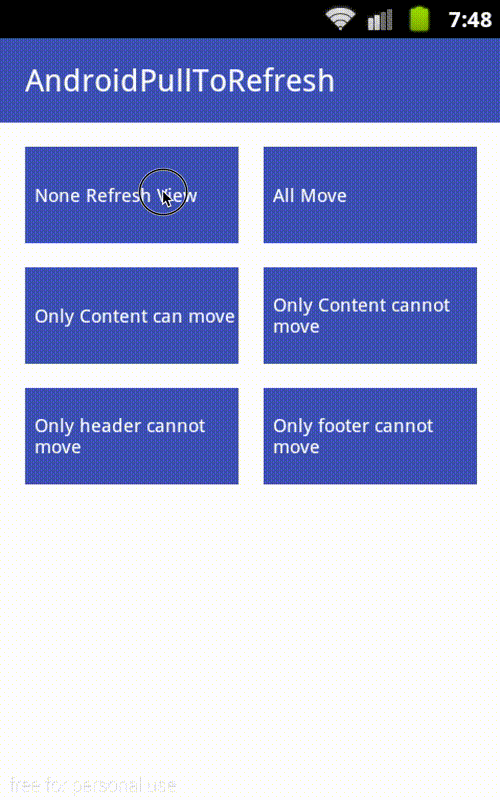 7:48
AndroidPullToRefresh
None Refresh View
All Move
Only Content can move
Only Content cannot
move
Only header cannot
move
Only footer cannot
move
free for personal use